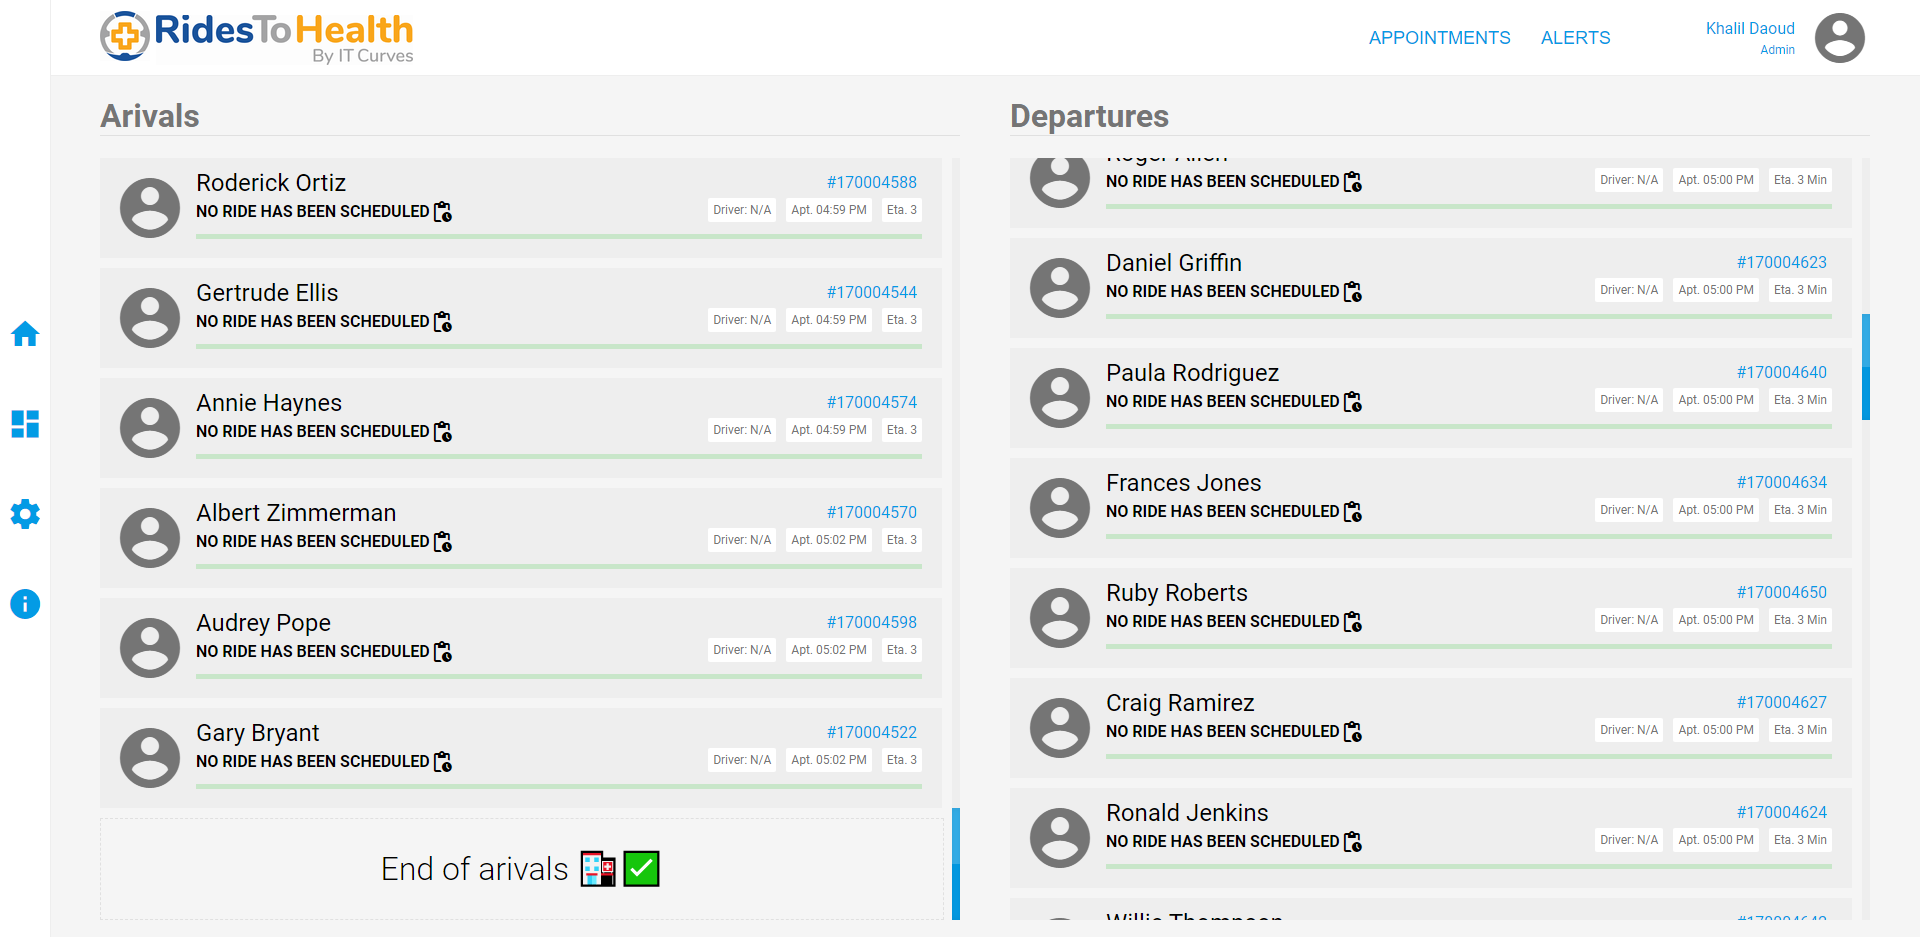 RidesToHealth
By IT Curves
APPOINTMENTS
ALERTS
Khalil Daoud
Admin
Arivals
Roderick Ortiz
#170004588
NO RIDE HAS BEEN SCHEDULED
Driver: N/A
Apt. 04:59 PM
Eta. 3
Gertrude Ellis
#170004544
NO RIDE HAS BEEN SCHEDULED
Driver: N/A
Apt. 04:59 PM
Eta. 3
Annie Haynes
#170004574
NO RIDE HAS BEEN SCHEDULED
Driver: N/A
Apt. 04:59 PM
Eta. 3
Albert Zimmerman
#170004570
NO RIDE HAS BEEN SCHEDULED
Driver: N/A
Apt. 05:02 PM
Eta. 3
Audrey Pope
#170004598
NO RIDE HAS BEEN SCHEDULED
Driver: N/A
Apt. 05:02 PM
Eta. 3
Gary Bryant
#170004522
NO RIDE HAS BEEN SCHEDULED
Driver: N/A
Apt. 05:02 PM
Eta. 3
End of arivals
Departures
NO RIDE HAS BEEN SCHEDULED
Driver: N/A
Apt. 05:00 PM
Eta. 3 Min
Daniel Griffin
#170004623
NO RIDE HAS BEEN SCHEDULED
Driver: N/A
Apt. 05:00 PM
Eta. 3 Min
Paula Rodriguez
#170004640
NO RIDE HAS BEEN SCHEDULED
Driver: N/A
Apt. 05:00 PM
Eta. 3 Min
Frances Jones
#170004634
NO RIDE HAS BEEN SCHEDULED
Driver: N/A
Apt. 05:00 PM
Eta. 3 Min
Ruby Roberts
#170004650
NO RIDE HAS BEEN SCHEDULED
Driver: N/A
Apt. 05:00 PM
Eta. 3 Min
Craig Ramirez
#170004627
NO RIDE HAS BEEN SCHEDULED
Driver: N/A
Apt. 05:00 PM
Eta. 3 Min
Ronald Jenkins
#170004624
NO RIDE HAS BEEN SCHEDULED
Driver: N/A
Apt. 05:00 PM
Eta. 3 Min